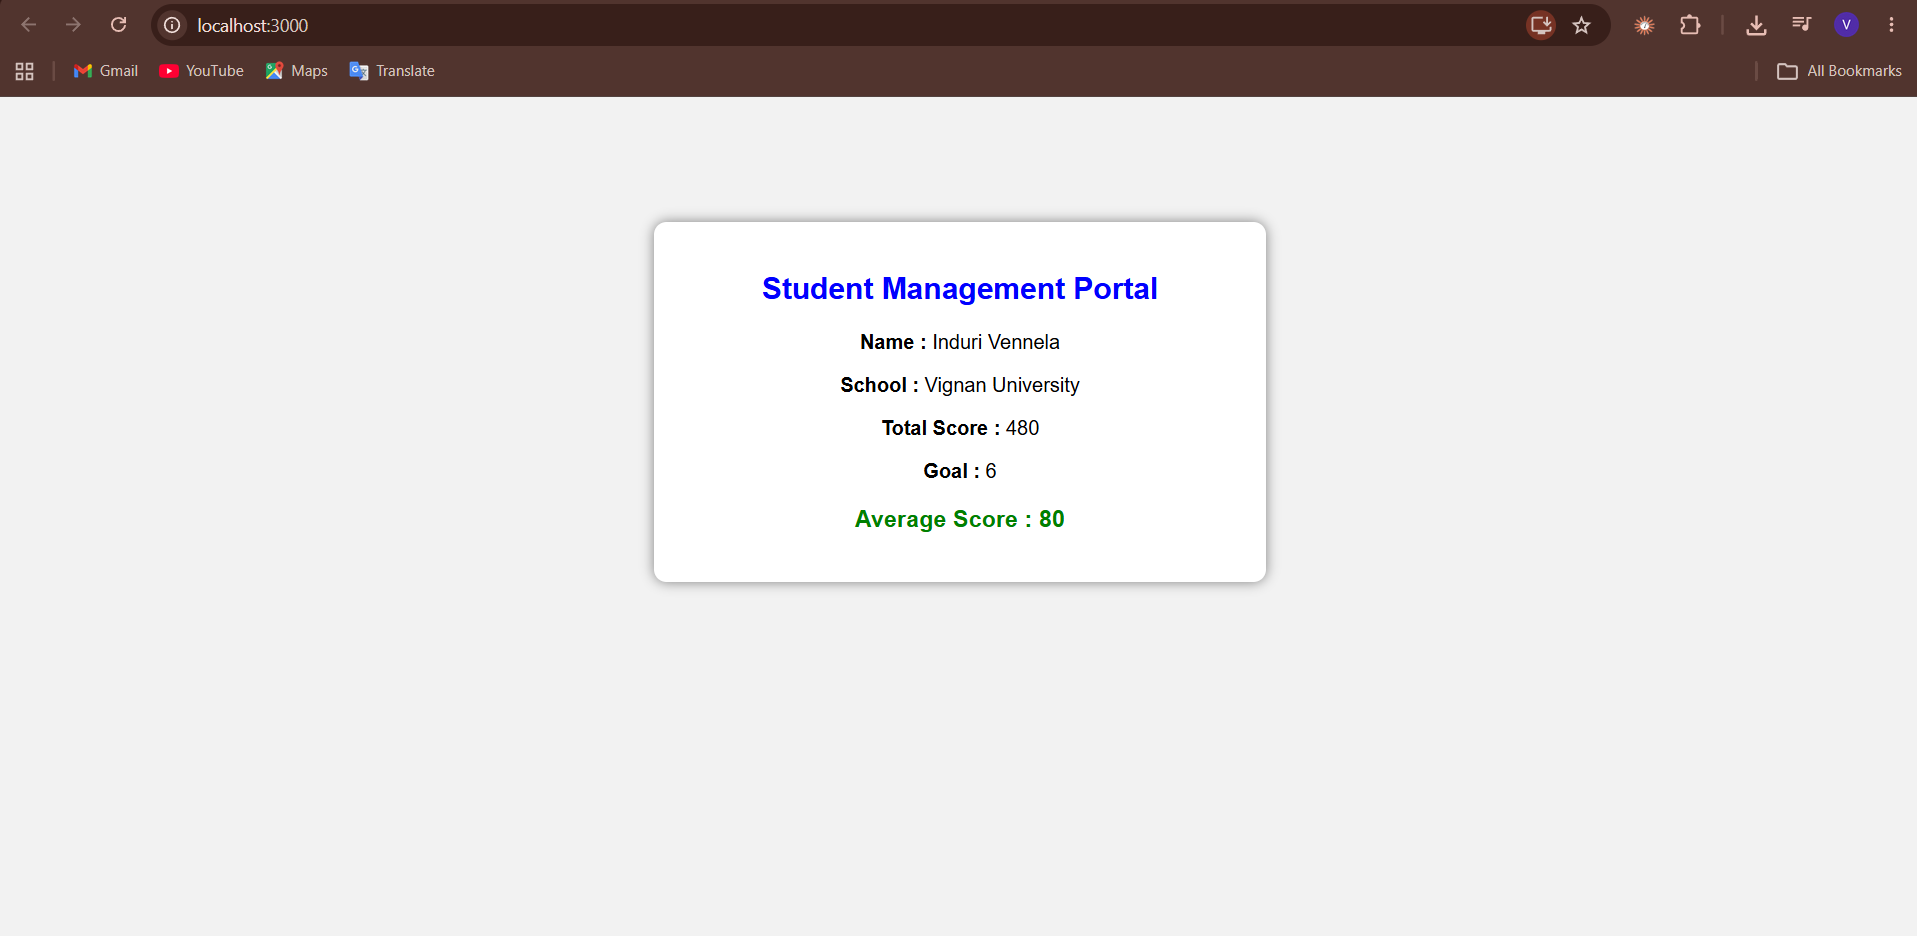 localhost:3000
V
Gmail YouTube Maps Translate All Bookmarks
Student Management Portal
Name : Induri Vennela
School : Vignan University
Total Score : 480
Goal : 6
Average Score : 80